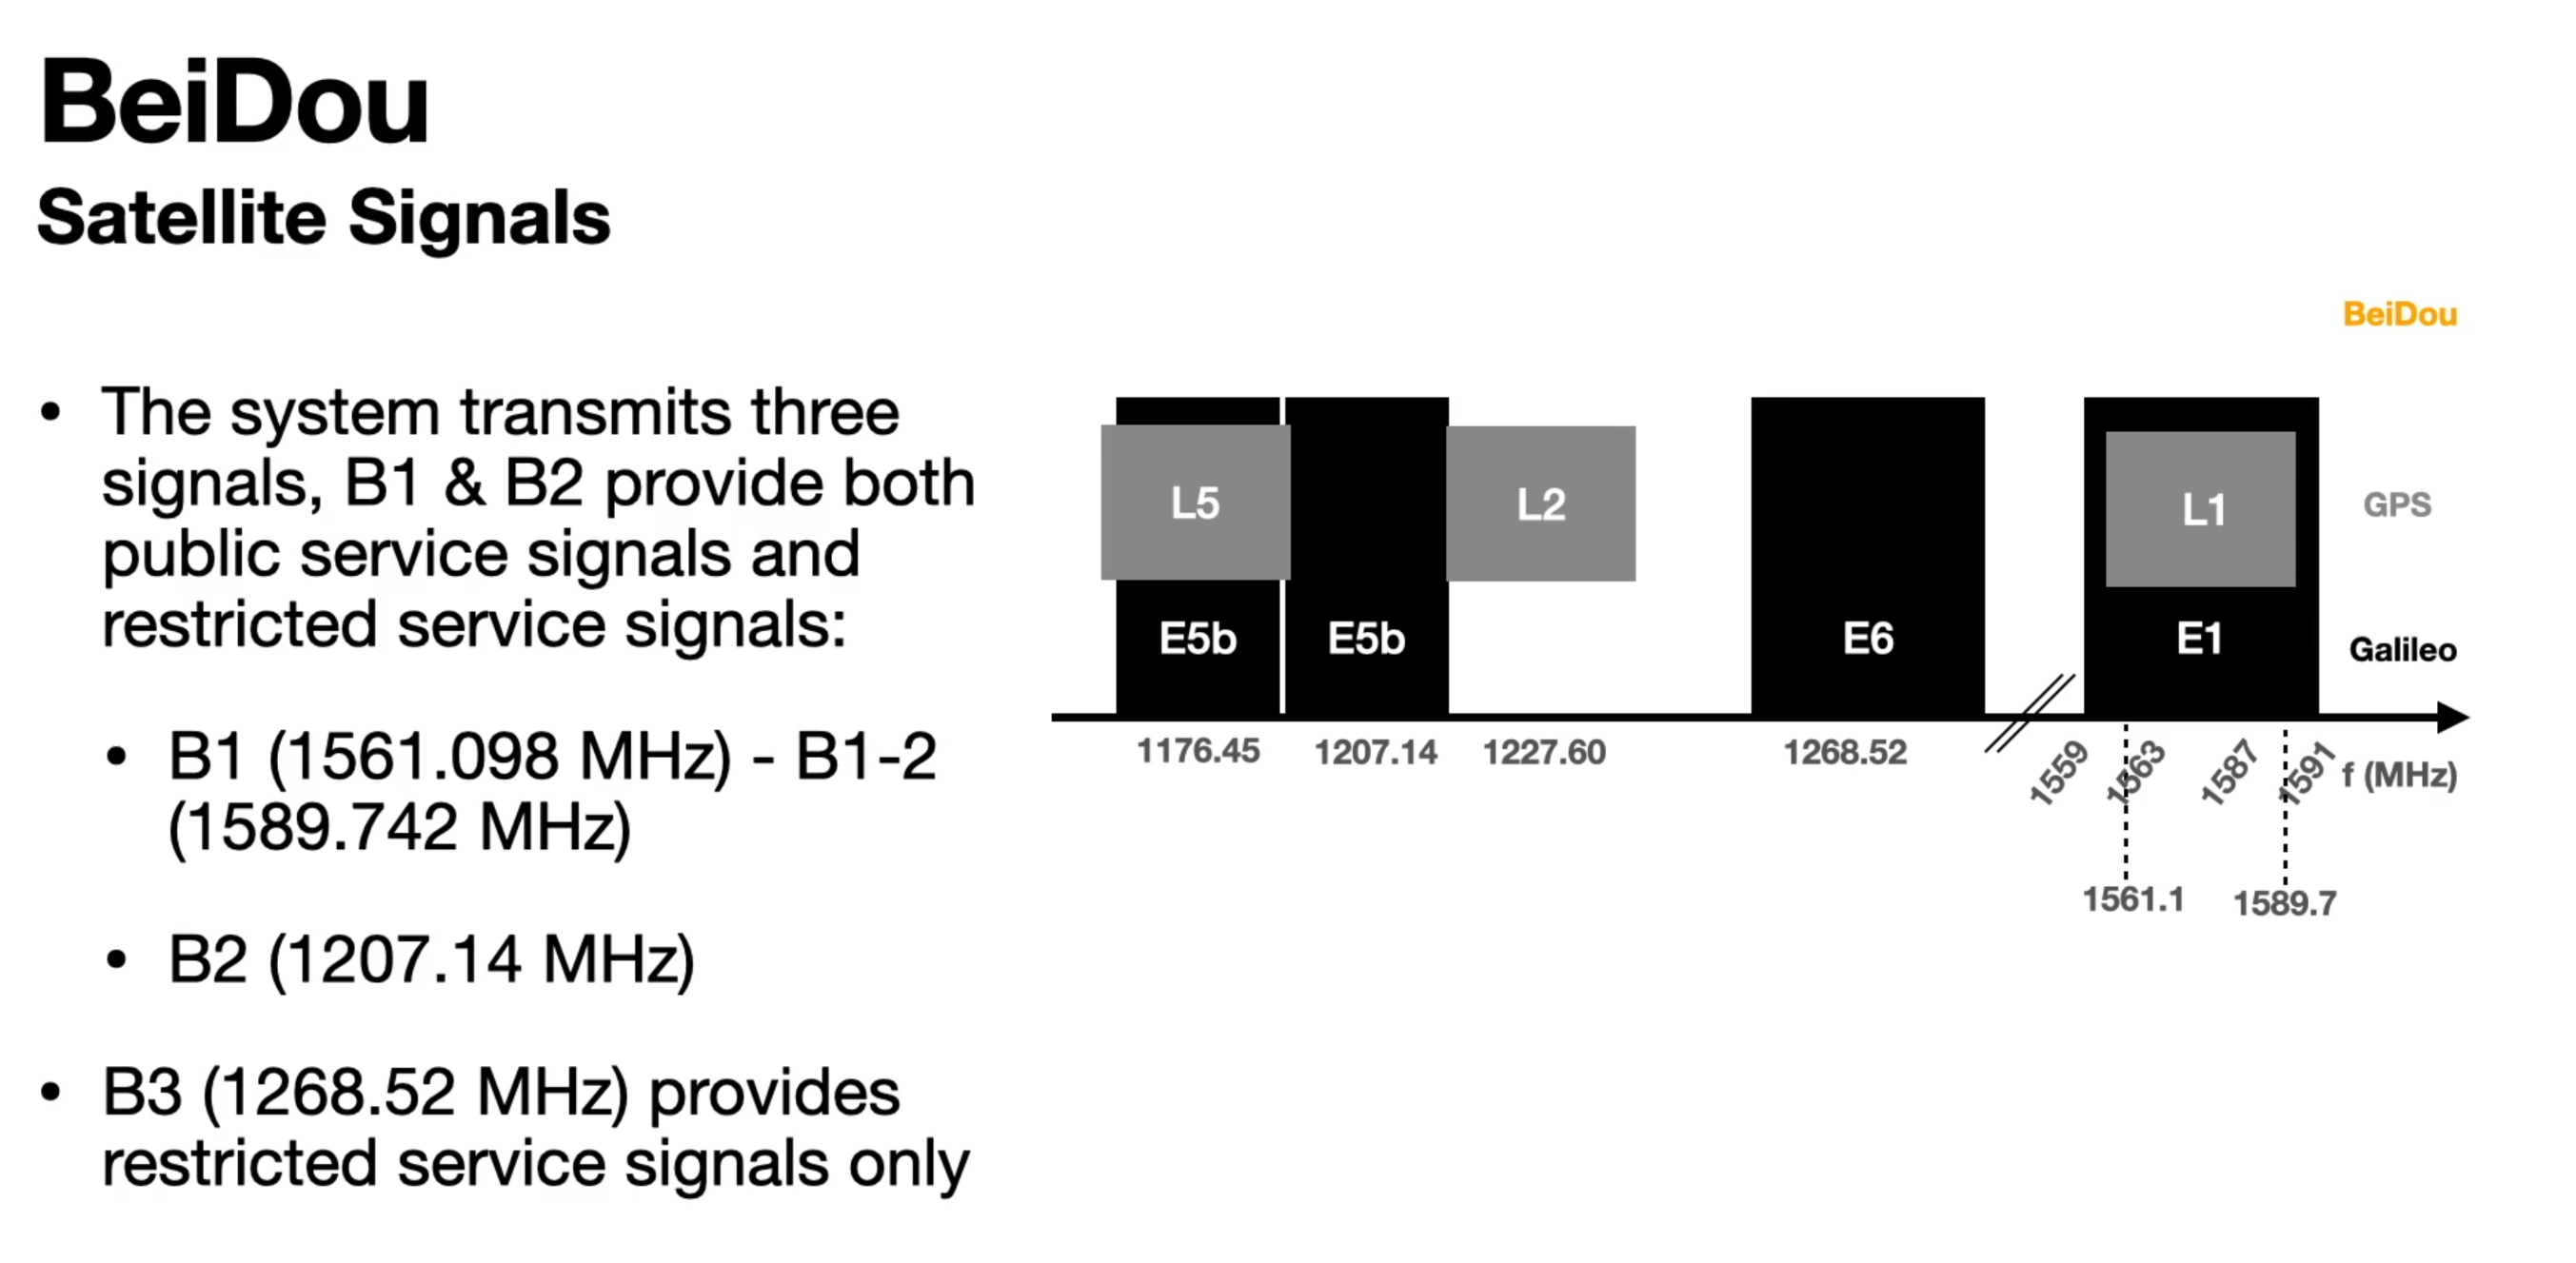 BeiDou
Satellite Signals
• The system transmits three
signals, B1 & B2 provide both
public service signals and
restricted service signals:
• B1 (1561.098 MHz) - B1-2
(1589.742 MHz)
• B2 (1207.14 MHz)
• B3 (1268.52 MHz) provides
restricted service signals only
BeiDou
L5
L2
L1
GPS
E5b
E5b
E6
E1
Galileo
1176.45
1207.14
1227.60
1268.52
1559
1563
1587
1591
f (MHz)
1561.1
1589.7